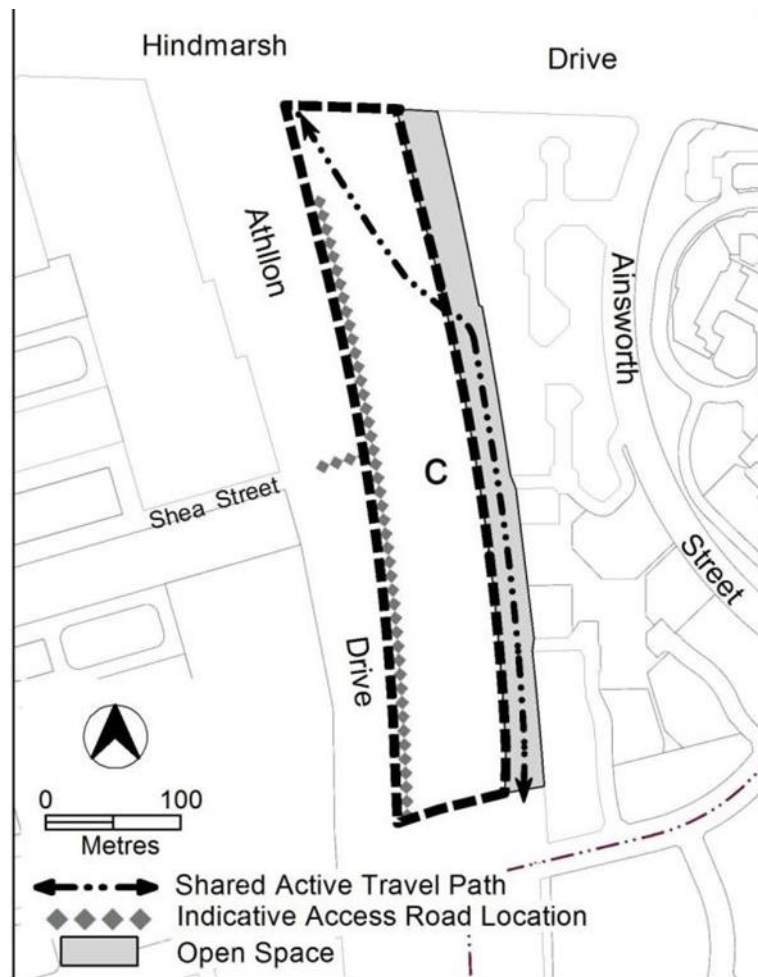 Hindmarsh
Drive
Athllon
Ainsworth
C
Shea Street
Street
Drive
0 100
Metres
Shared Active Travel Path
Indicative Access Road Location
Open Space